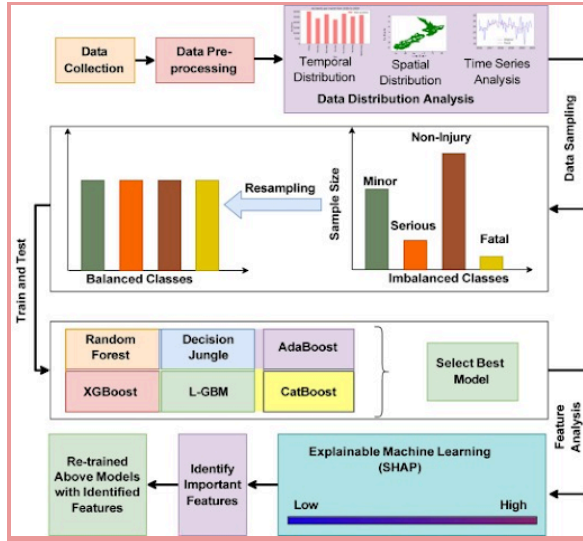 Data
Collection
Data Pre-
processing
Temporal
Distribution
Spatial
Distribution
Time Series
Analysis
Data Distribution Analysis
Data Sampling
Non-Injury
Minor
Serious
Fatal
Sample Size
Imbalanced Classes
Resampling
Balanced Classes
Train and Test
Random
Forest
Decision
Jungle
AdaBoost
XGBoost
L-GBM
CatBoost
Select Best
Model
Feature
Analysis
Explainable Machine Learning
(SHAP)
Low
High
Identify
Important
Features
Re-trained
Above Models
with Identified
Features